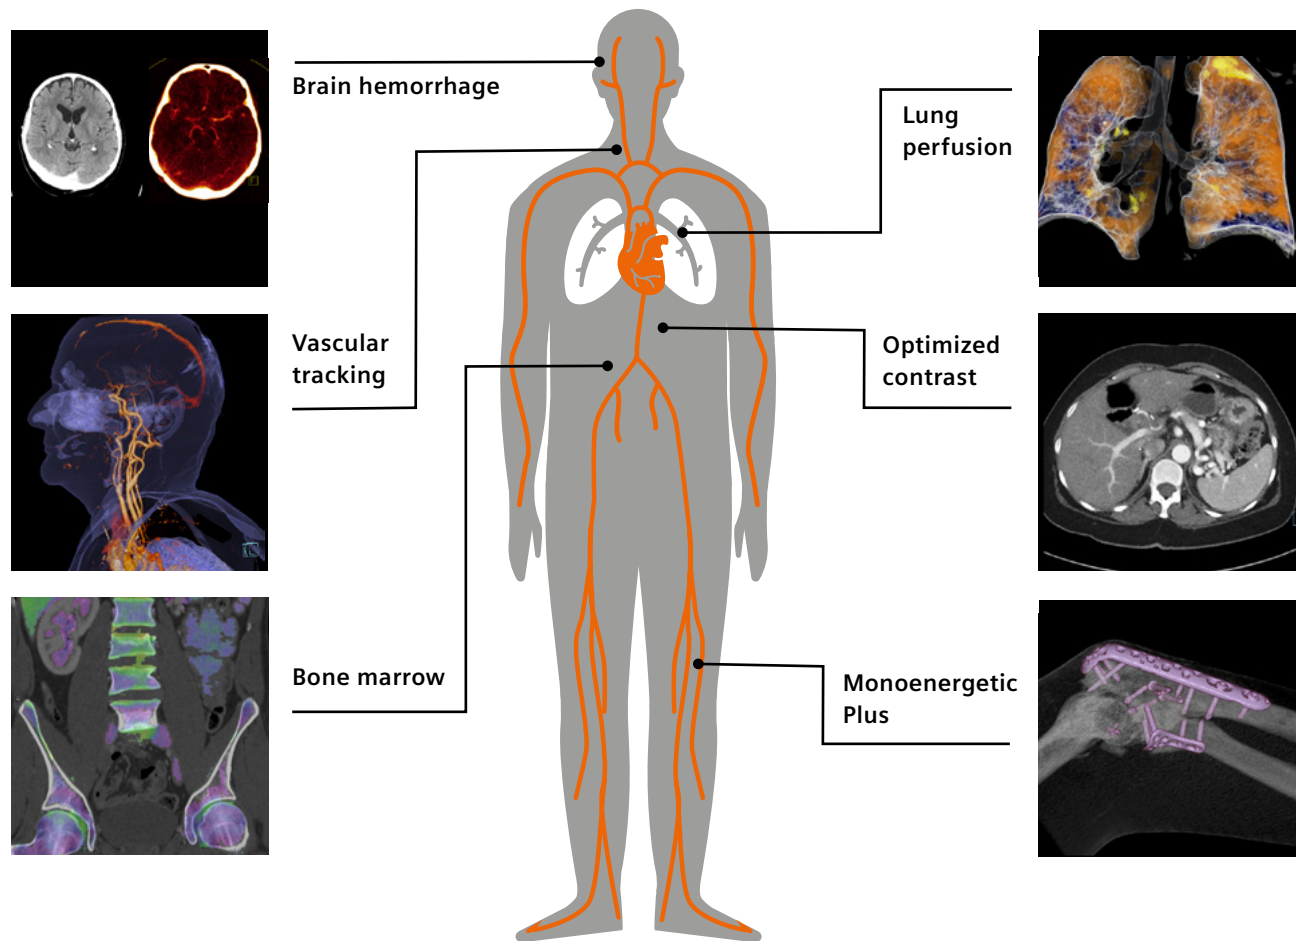 Brain hemorrhage
Vascular
tracking
Bone marrow
Lung
perfusion
Optimized
contrast
Monoenergetic
Plus